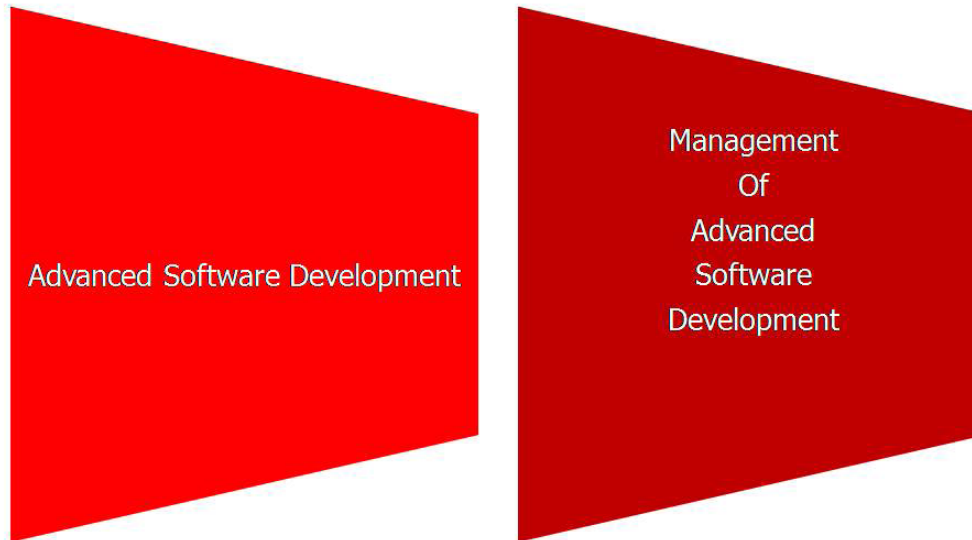 Advanced Software Development
Management
Of
Advanced
Software
Development